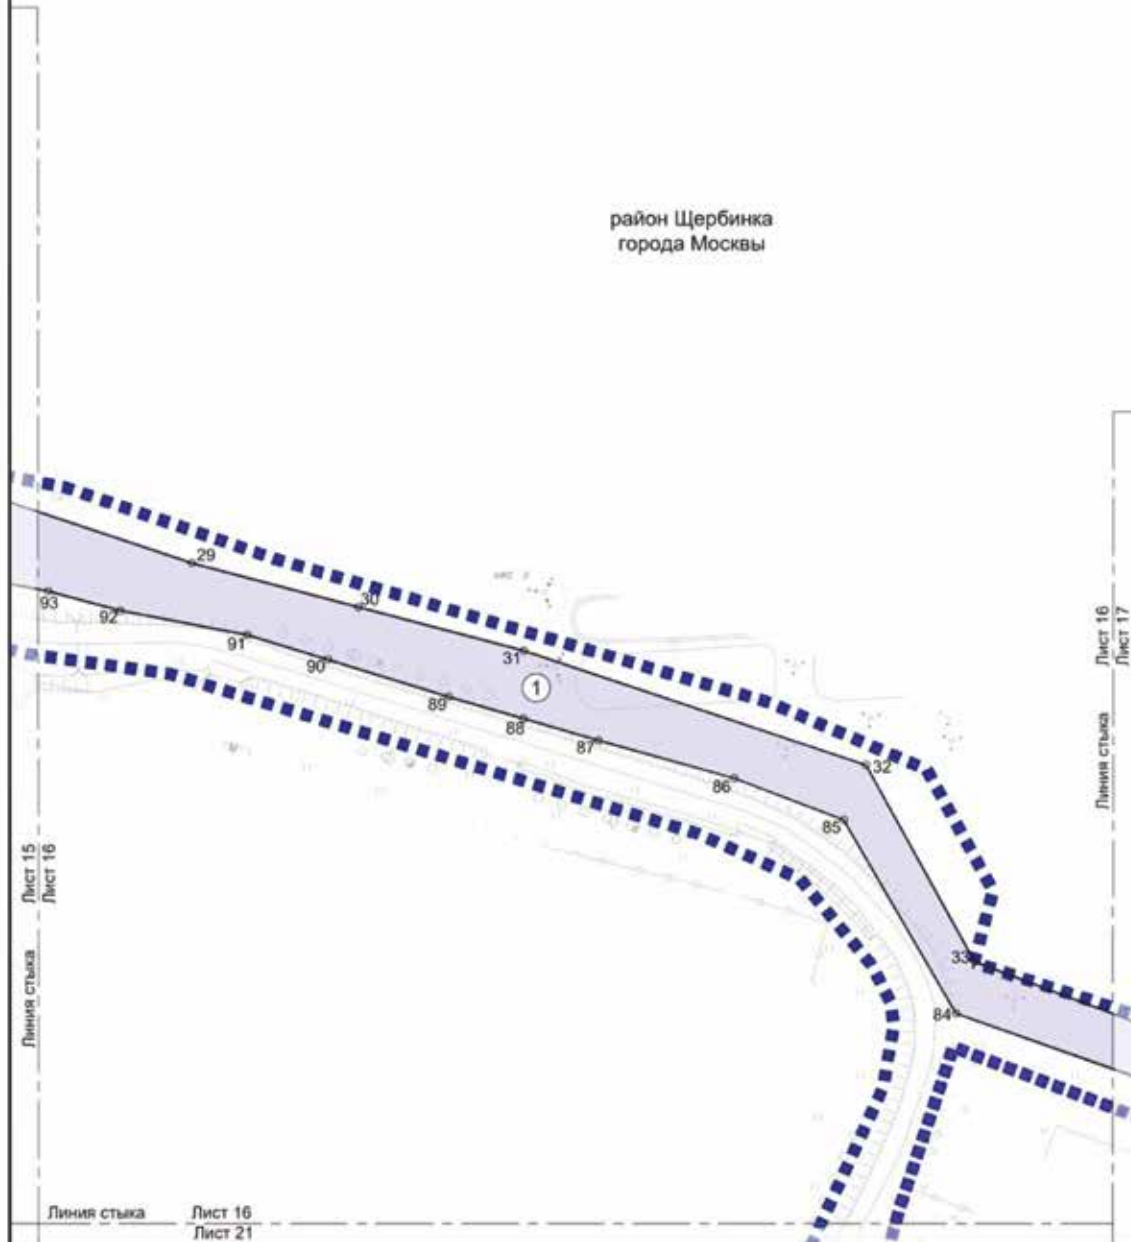 район Щербинка
города Москвы
29
30
93
92
91
90
31
1
89
88
87
86
32
85
Лист 16
Лист 17
Линия стыка
Лист 15
Лист 16
Линия стыка
33
84
Линия стыка
Лист 16
Лист 21